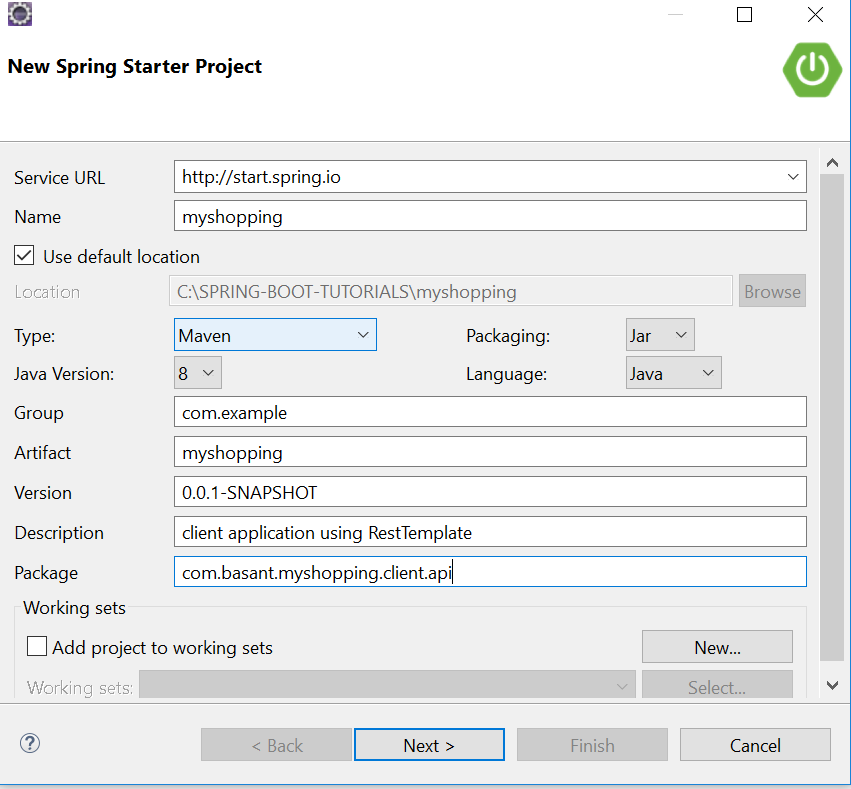 New Spring Starter Project
Service URL http://start.spring.io
Name myshopping
Use default location
Location C:\SPRING-BOOT-TUTORIALS\myshopping Browse
Type: Maven Packaging: Jar
Java Version: 8 Language: Java
Group com.example
Artifact myshopping
Version 0.0.1-SNAPSHOT
Description client application using RestTemplate
Package com.basant.myshopping.client.api
Working sets
Add project to working sets New...
Working sets: Select...
? < Back Next > Finish Cancel